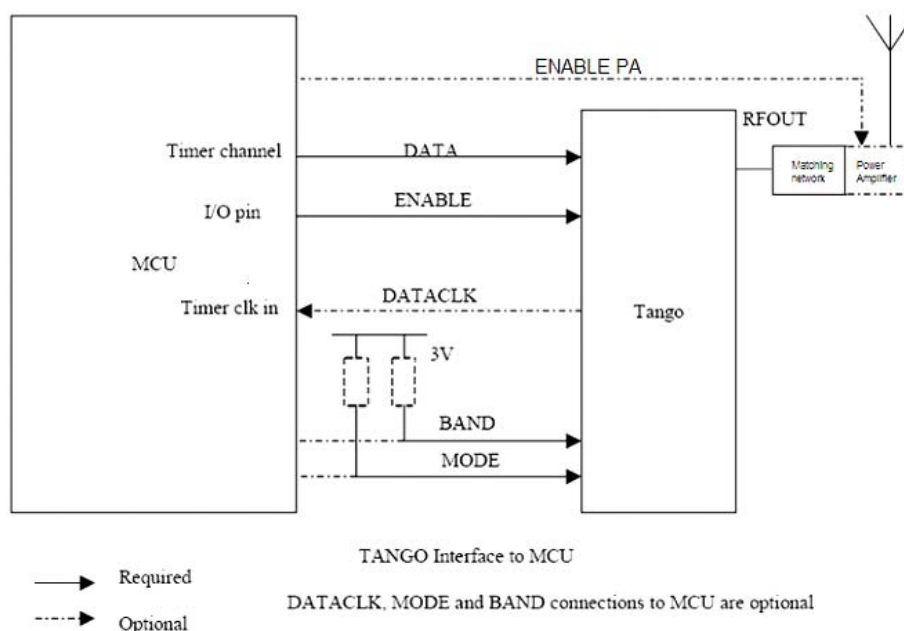 ENABLE PA
RFOUT
Timer channel
DATA
Matching
network
Power
Amplifier
I/O pin
ENABLE
MCU
DATACLK
Timer clk in
Tango
3V
BAND
MODE
TANGO Interface to MCU
Required
DATACLK, MODE and BAND connections to MCU are optional
Optional